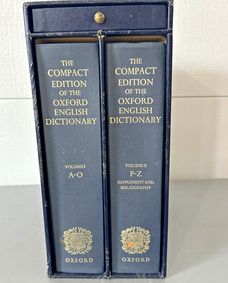 THE
COMPACT
EDITION
OF THE
OXFORD
ENGLISH
DICTIONARY
VOLUME I
A-O
OXFORD
THE
COMPACT
EDITION
OF THE
OXFORD
ENGLISH
DICTIONARY
VOLUME II
P-Z
SUPPLEMENT AND
BIBLIOGRAPHY
OXFORD